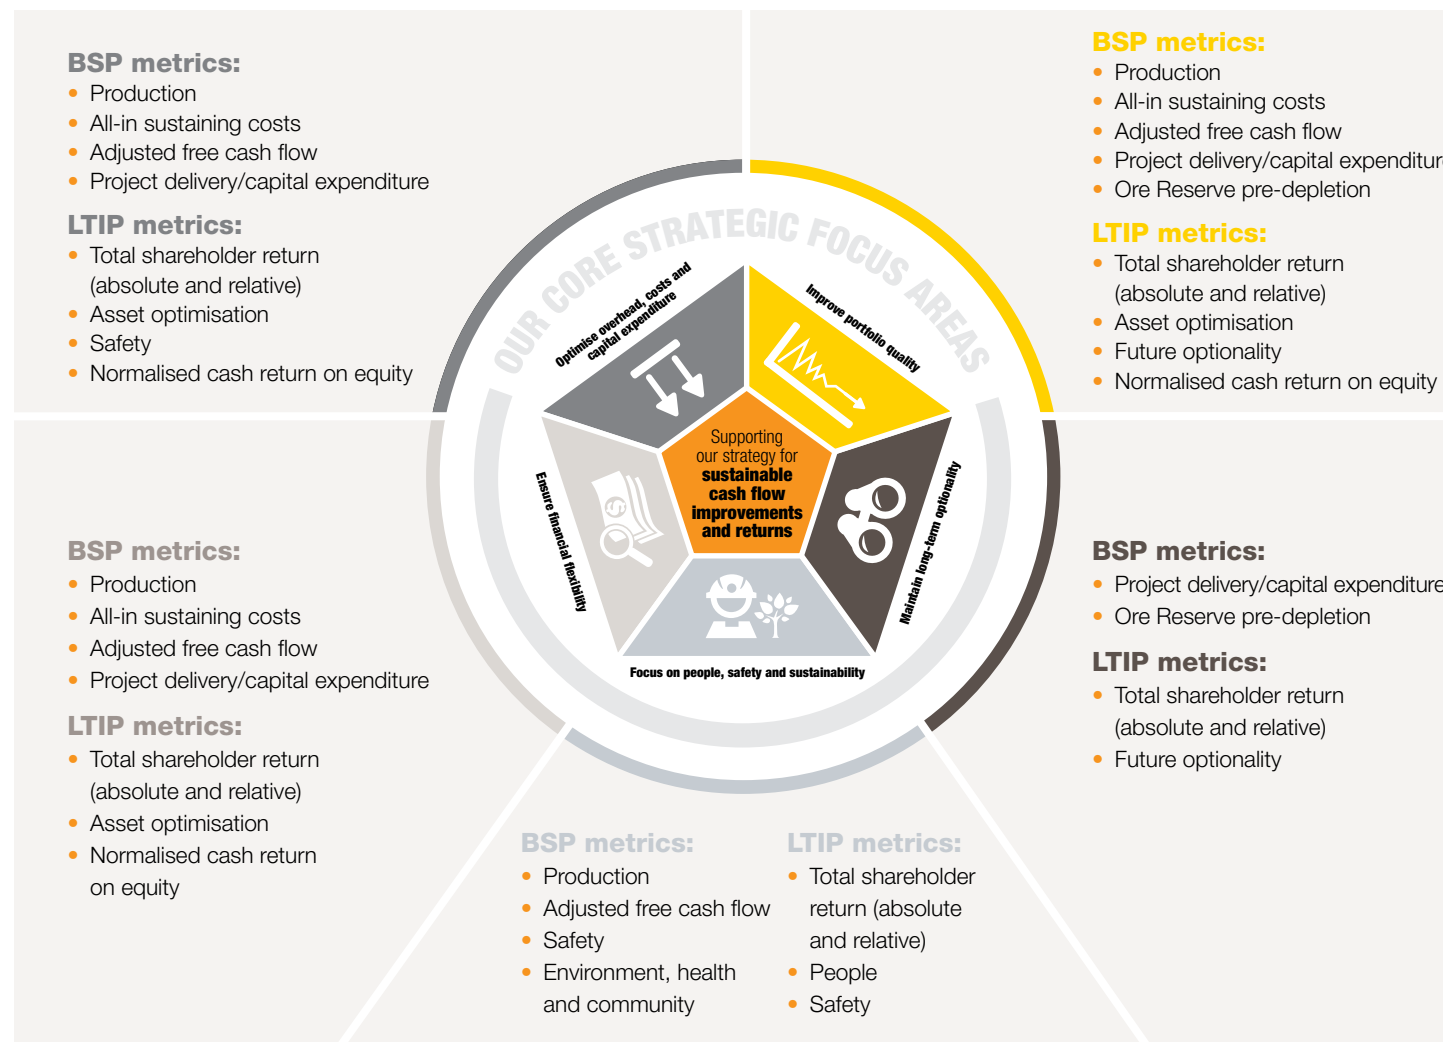 BSP metrics:
• Production
• All-in sustaining costs
• Adjusted free cash flow
• Project delivery/capital expenditure
LTIP metrics:
• Total shareholder return
(absolute and relative)
• Asset optimisation
• Safety
• Normalised cash return on equity
BSP metrics:
• Production
• All-in sustaining costs
• Adjusted free cash flow
• Project delivery/capital expenditure
• Ore Reserve pre-depletion
LTIP metrics:
• Total shareholder return
(absolute and relative)
• Asset optimisation
• Future optionality
• Normalised cash return on equity
OUR CORE STRATEGIC FOCUS AREAS
Optimise overhead, costs and
capital expenditure
Improve portfolio quality
Supporting
our strategy for
sustainable
cash flow
improvements
and returns
Ensure financial flexibility
$
Maintain long-term optionality
Focus on people, safety and sustainability
BSP metrics:
• Production
• All-in sustaining costs
• Adjusted free cash flow
• Project delivery/capital expenditure
LTIP metrics:
• Total shareholder return
(absolute and relative)
• Asset optimisation
• Normalised cash return
on equity
BSP metrics:
• Project delivery/capital expenditure
• Ore Reserve pre-depletion
LTIP metrics:
• Total shareholder return
(absolute and relative)
• Future optionality
BSP metrics:
• Production
• Adjusted free cash flow
• Safety
• Environment, health
and community
LTIP metrics:
• Total shareholder
return (absolute
and relative)
• People
• Safety